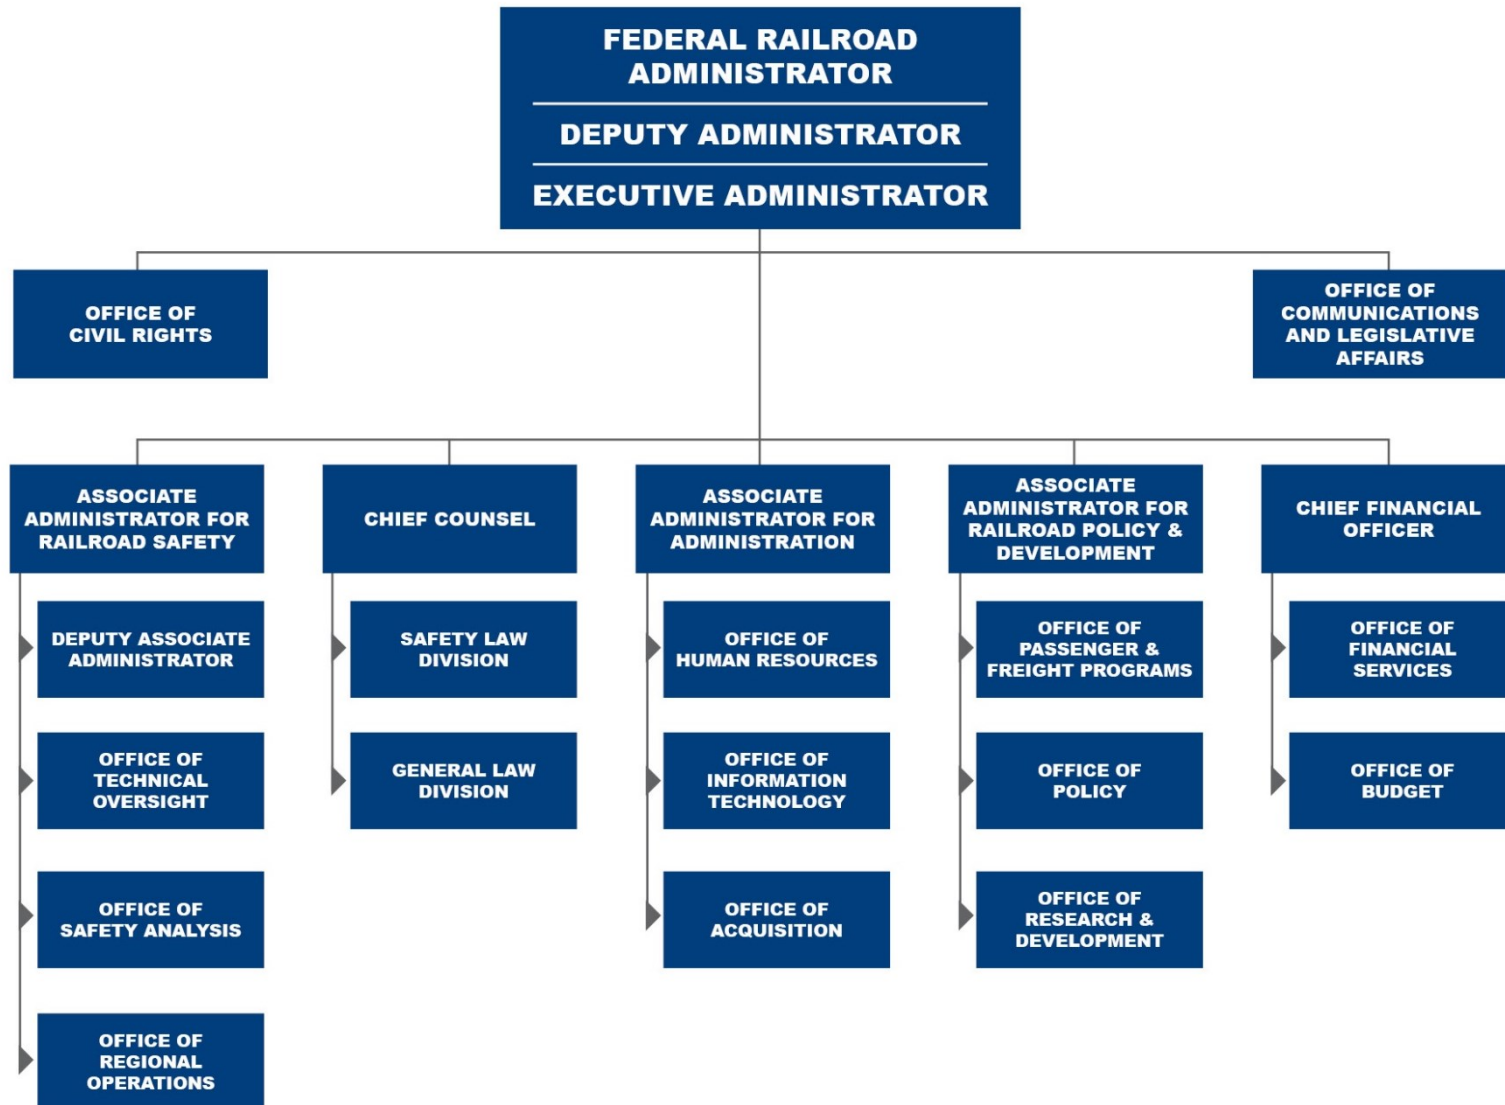 FEDERAL RAILROAD
ADMINISTRATOR
DEPUTY ADMINISTRATOR
EXECUTIVE ADMINISTRATOR
OFFICE OF
CIVIL RIGHTS
OFFICE OF
COMMUNICATIONS
AND LEGISLATIVE
AFFAIRS
ASSOCIATE
ADMINISTRATOR FOR
RAILROAD SAFETY
DEPUTY ASSOCIATE
ADMINISTRATOR
OFFICE OF
TECHNICAL
OVERSIGHT
OFFICE OF
SAFETY ANALYSIS
OFFICE OF
REGIONAL
OPERATIONS
CHIEF COUNSEL
SAFETY LAW
DIVISION
GENERAL LAW
DIVISION
ASSOCIATE
ADMINISTRATOR FOR
ADMINISTRATION
OFFICE OF
HUMAN RESOURCES
OFFICE OF
INFORMATION
TECHNOLOGY
OFFICE OF
ACQUISITION
ASSOCIATE
ADMINISTRATOR FOR
RAILROAD POLICY &
DEVELOPMENT
OFFICE OF
PASSENGER &
FREIGHT PROGRAMS
OFFICE OF
POLICY
OFFICE OF
RESEARCH &
DEVELOPMENT
CHIEF FINANCIAL
OFFICER
OFFICE OF
FINANCIAL
SERVICES
OFFICE OF
BUDGET